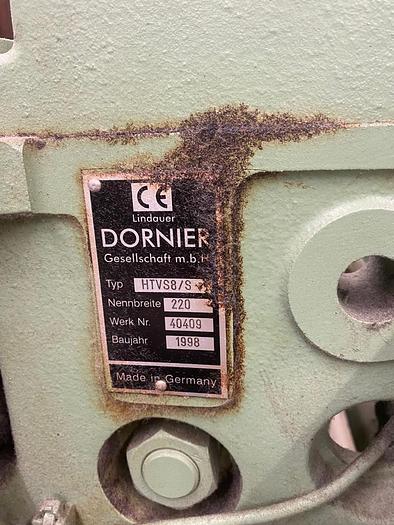 CE
Lindauer
DORNIER
Gesellschaft m.b.H
Typ HTVS8/S
Nennbreite 220
Werk Nr. 40409
Baujahr 1998
Made in Germany